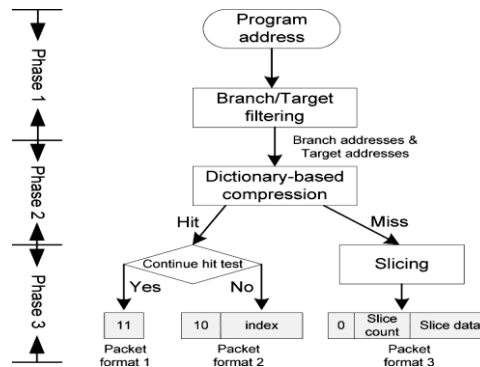 Program
address
Phase 1
Branch/Target
filtering
Branch addresses &
Target addresses
Phase 2
Dictionary-based
compression
Hit
Miss
Phase 3
Continue hit test
Slicing
Yes
No
11
10 index
0 Slice count Slice data
Packet
format 1
Packet
format 2
Packet
format 3